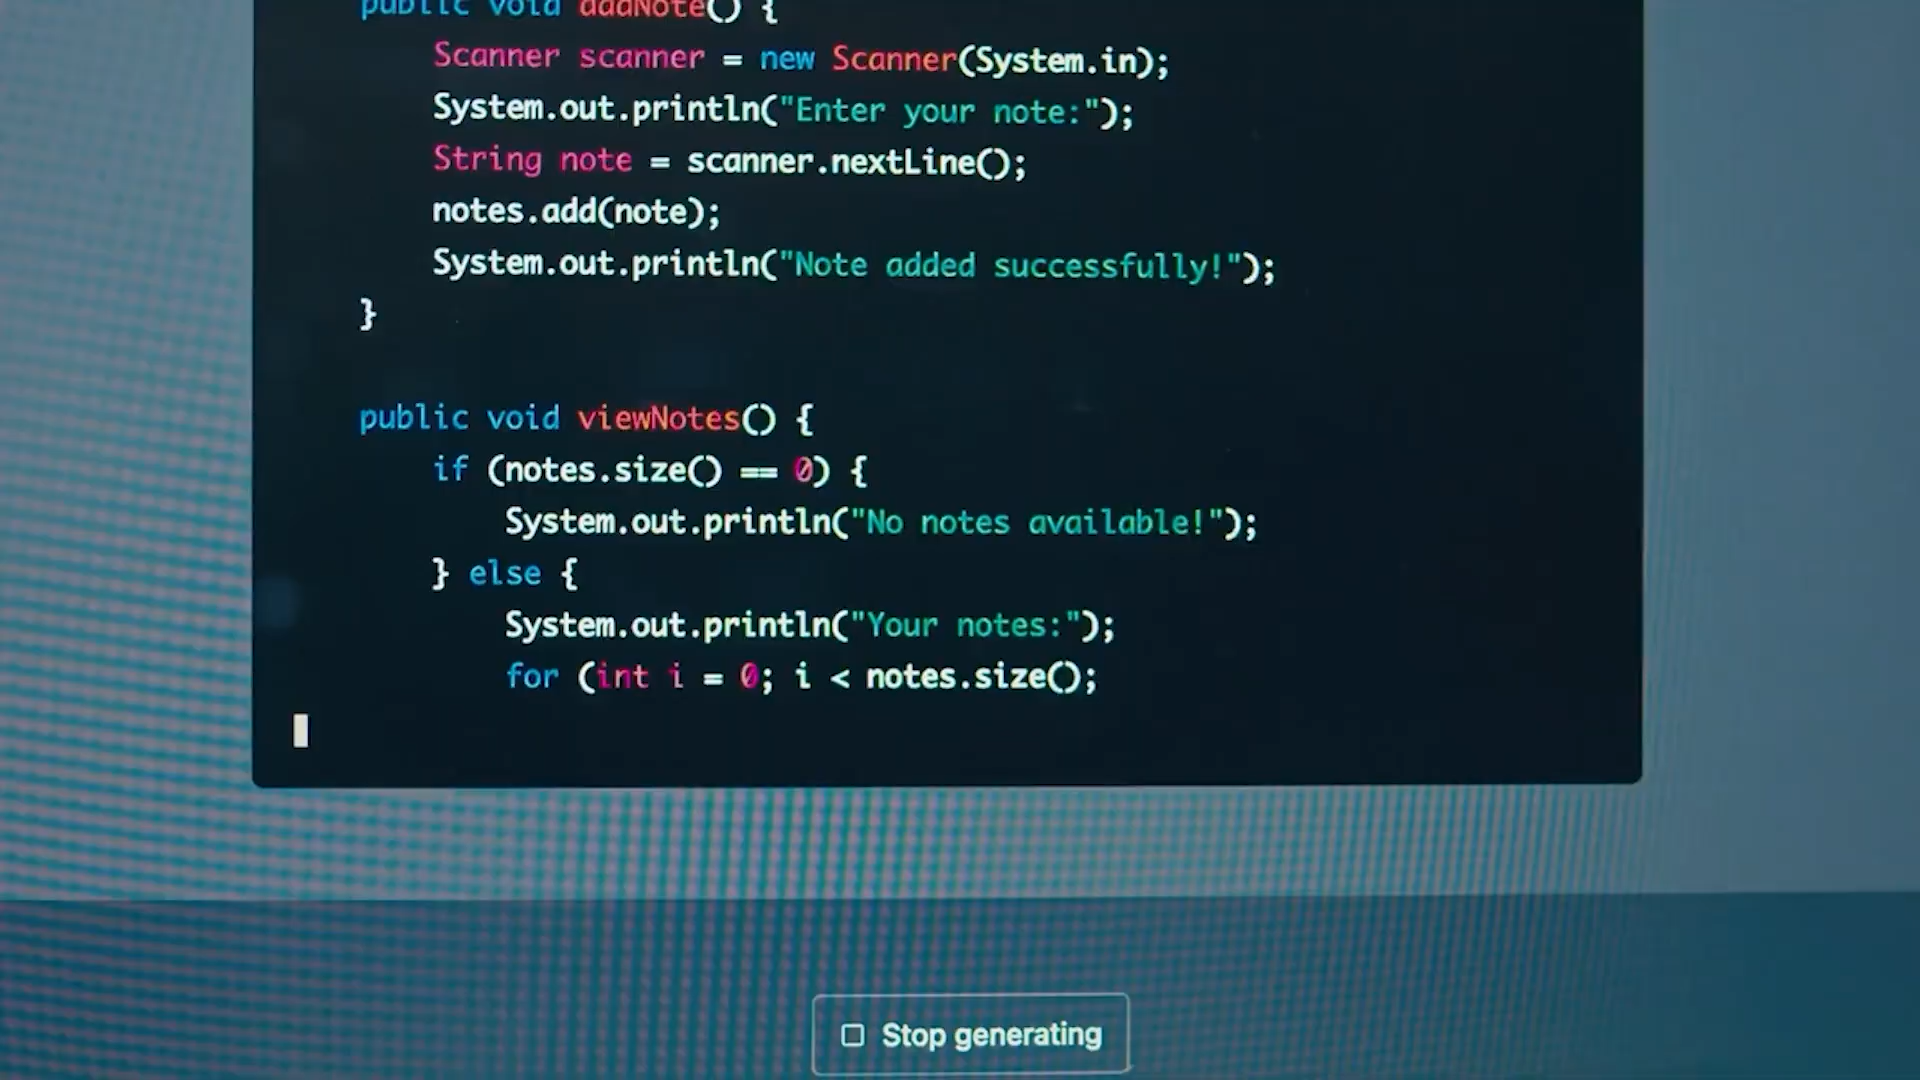 public void addNote() {
Scanner scanner = new Scanner(System.in);
System.out.println("Enter your note:");
String note = scanner.nextLine();
notes.add(note);
System.out.println("Note added successfully!");
}
public void viewNotes() {
if (notes.size() == 0) {
System.out.println("No notes available!");
} else {
System.out.println("Your notes:");
for (int i = 0; i < notes.size();
Stop generating